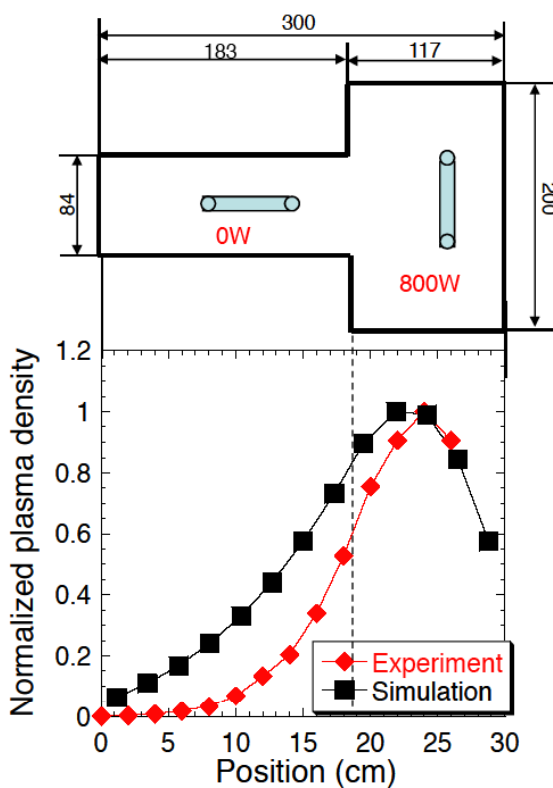 300
183 117
84
200
0W
800W
1.2
1
0.8
0.6
0.4
0.2
0
Normalized plasma density
Experiment
Simulation
0 5 10 15 20 25 30
Position (cm)